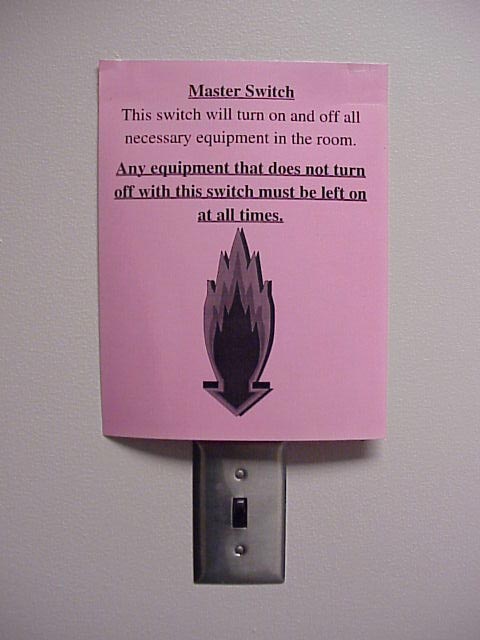 Master Switch
This switch will turn on and off all
necessary equipment in the room.
Any equipment that does not turn
off with this switch must be left on
at all times.